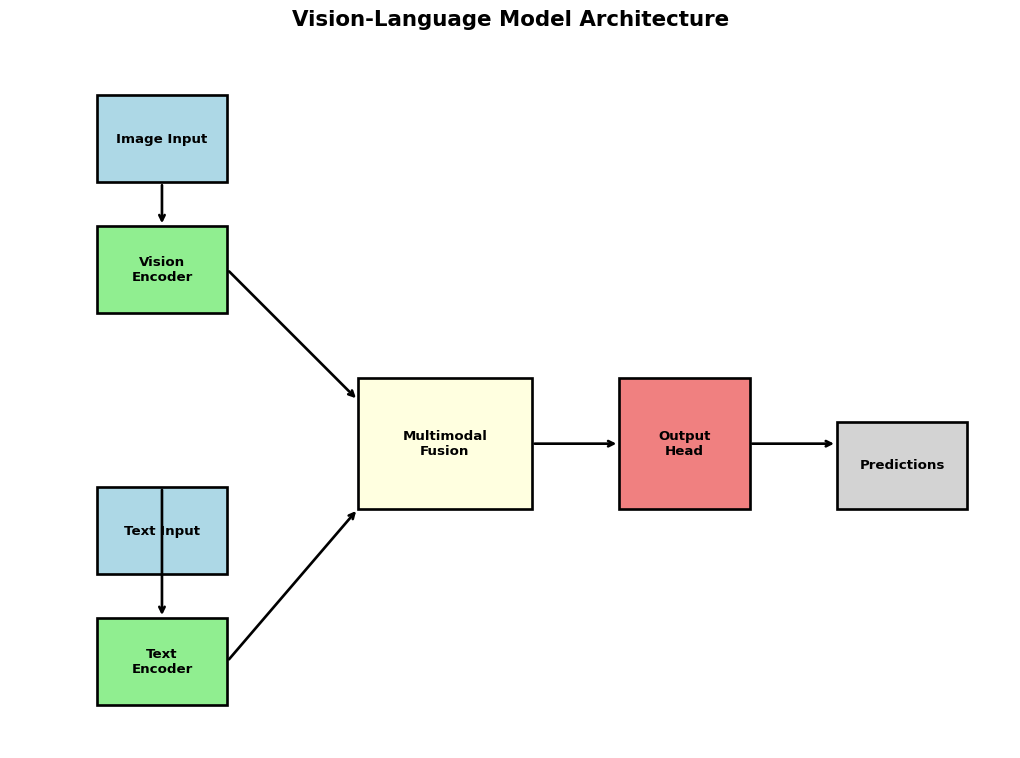 Vision-Language Model Architecture
Image Input
Vision
Encoder
Multimodal
Fusion
Output
Head
Predictions
Text Input
Text
Encoder